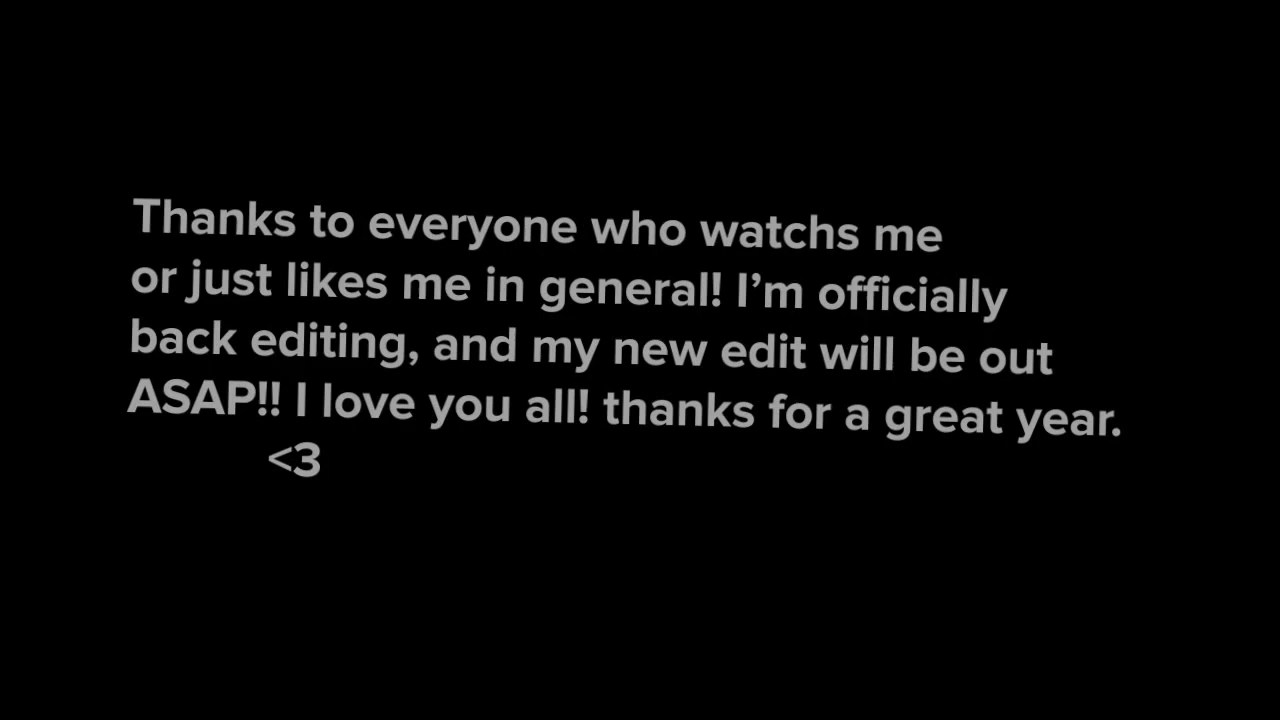 Thanks to everyone who watchs me
or just likes me in general! I’m officially
back editing, and my new edit will be out
ASAP!! I love you all! thanks for a great year.
<3